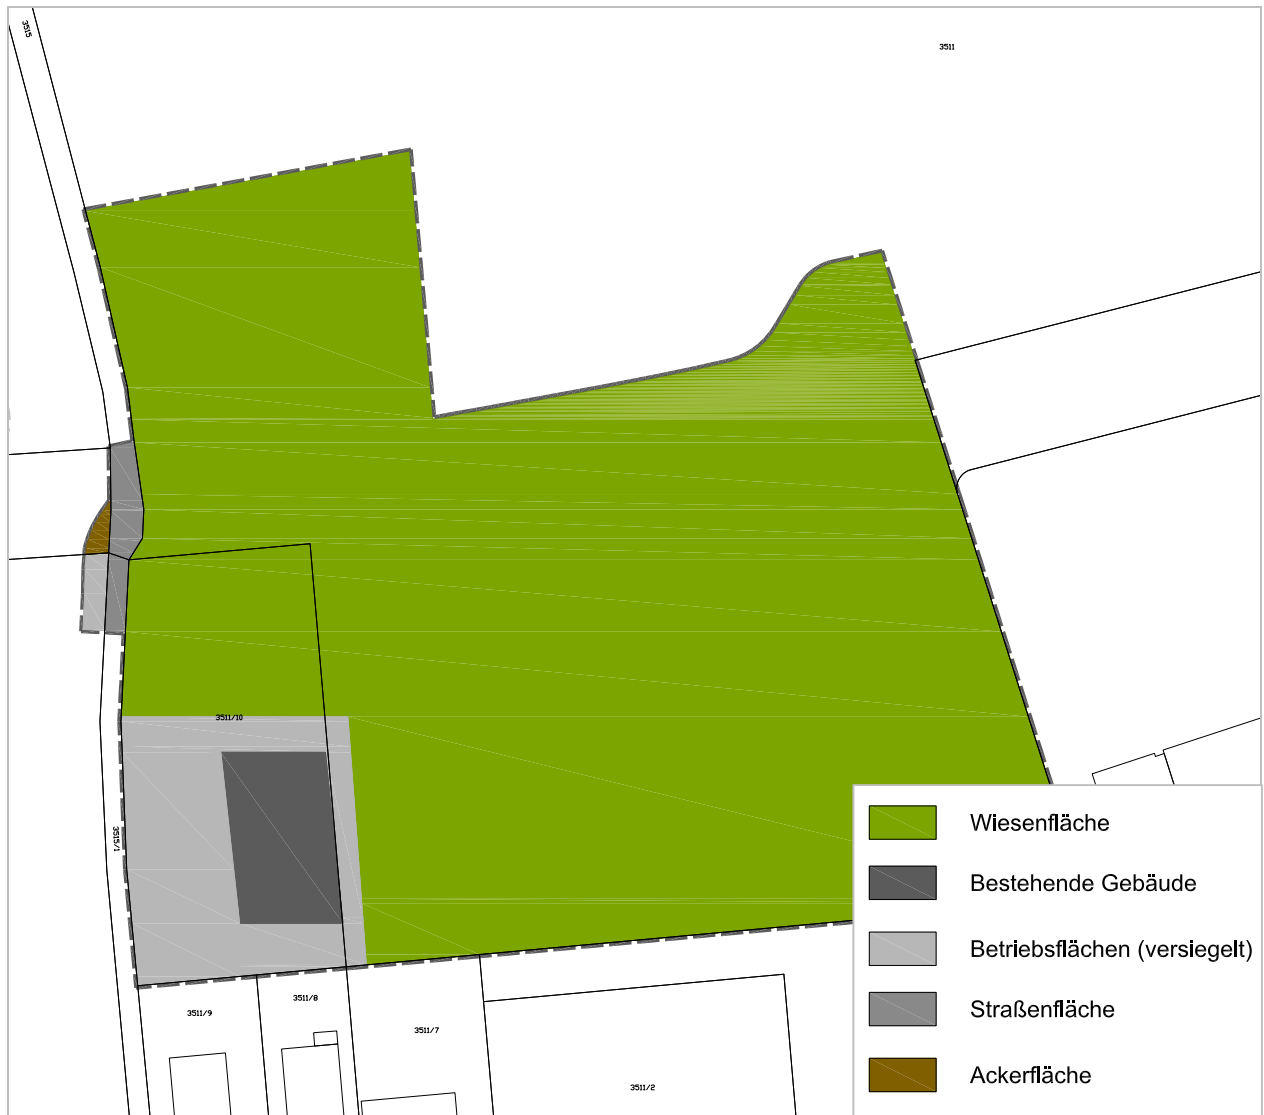 3515
3511
3511/10
3515/1
3511/9
3511/8
3511/7
3511/2
Wiesenfläche
Bestehende Gebäude
Betriebsflächen (versiegelt)
Straßenfläche
Ackerfläche